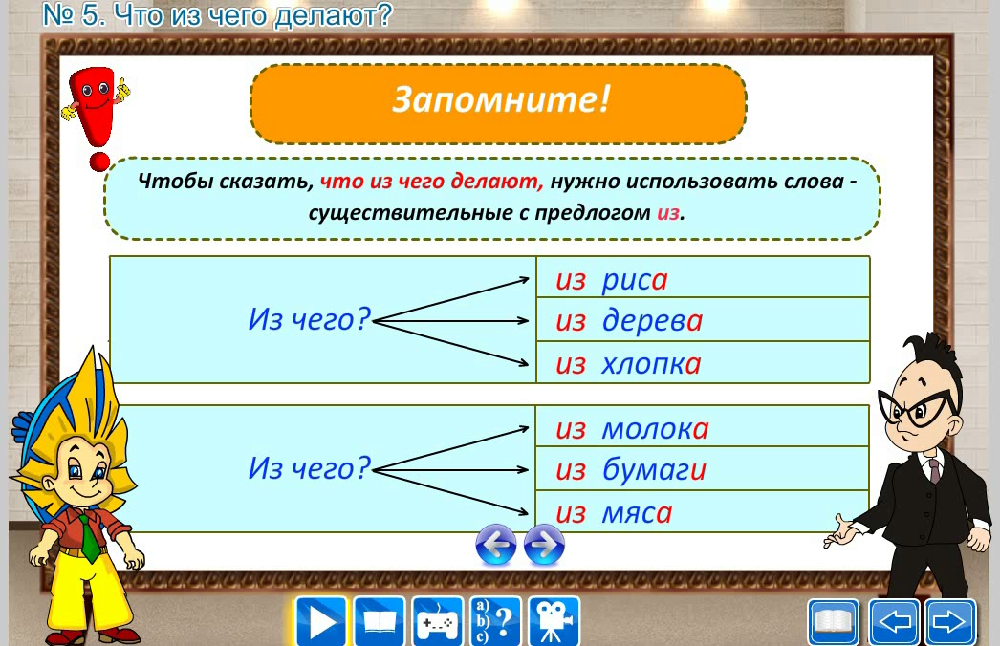 № 5. Что из чего делают?
Запомните!
Чтобы сказать, что из чего делают, нужно использовать слова -
существительные с предлогом из.
Из чего?
из риса
из дерева
из хлопка
Из чего?
из молока
из бумаги
из мяса
a)
b) ?
c)